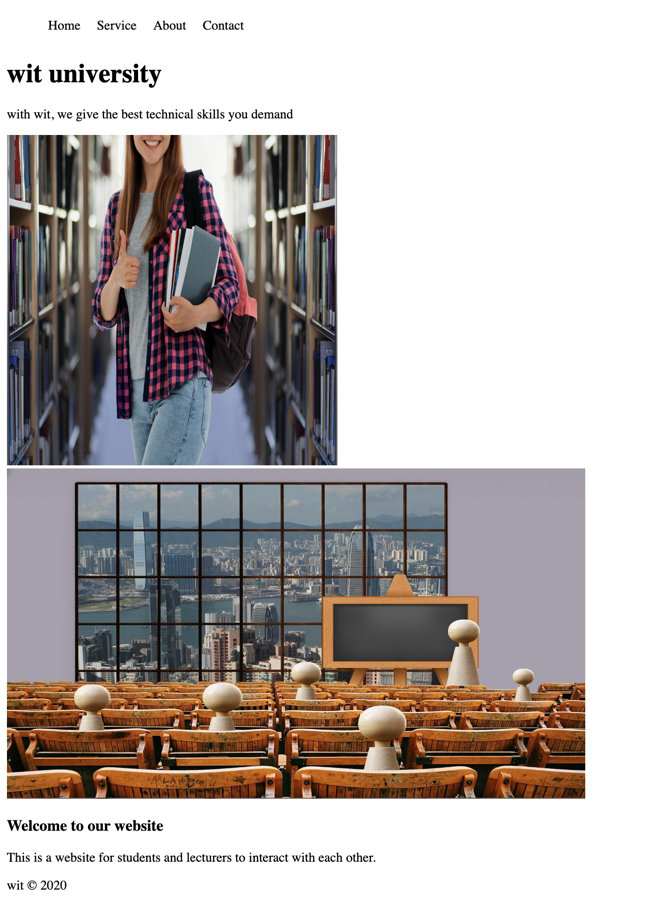 Home Service About Contact
wit university
with wit, we give the best technical skills you demand
Welcome to our website
This is a website for students and lecturers to interact with each other.
wit © 2020